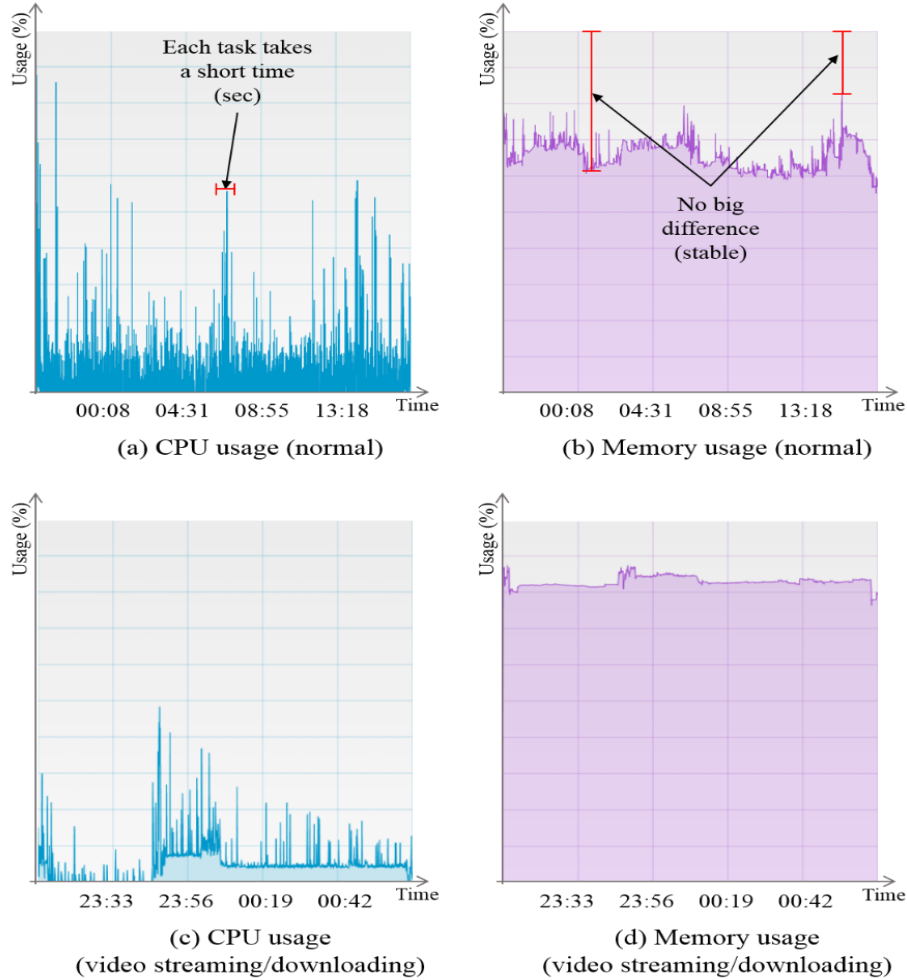 Usage (%)
Each task takes
a short time
(sec)
00:08 04:31 08:55 13:18 Time
(a) CPU usage (normal)
Usage (%)
No big
difference
(stable)
00:08 04:31 08:55 13:18 Time
(b) Memory usage (normal)
Usage (%)
23:33 23:56 00:19 00:42 Time
(c) CPU usage
(video streaming/downloading)
Usage (%)
23:33 23:56 00:19 00:42 Time
(d) Memory usage
(video streaming/downloading)